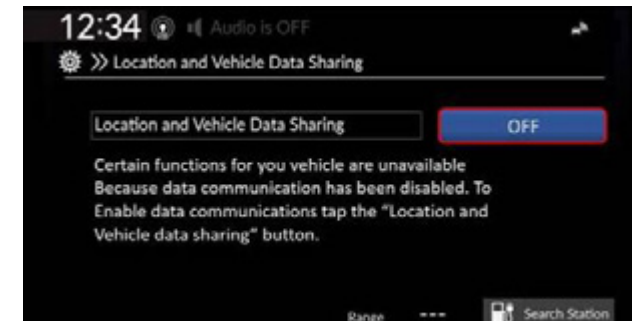 12:34 Audio is OFF
>> Location and Vehicle Data Sharing
Location and Vehicle Data Sharing OFF
Certain functions for you vehicle are unavailable
Because data communication has been disabled. To
Enable data communications tap the "Location and
Vehicle data sharing" button.
Range --- Search Station